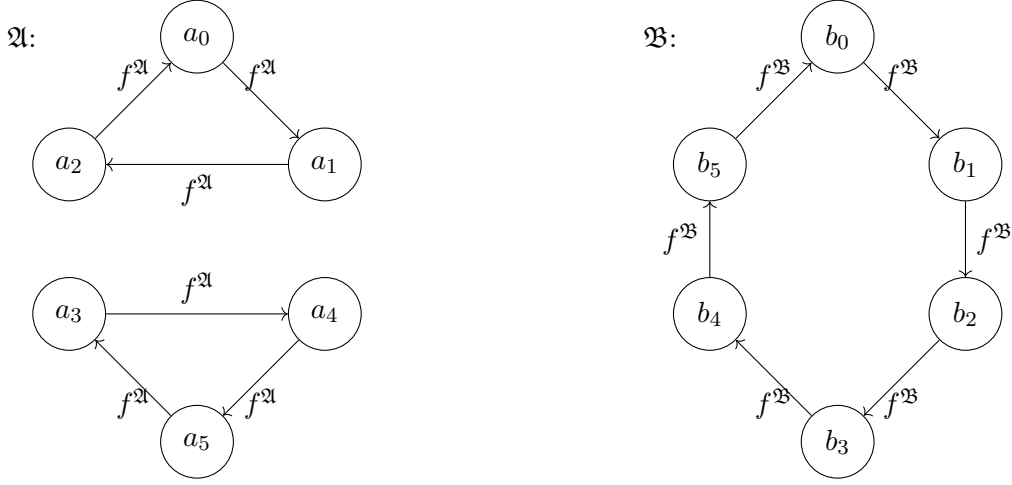 𝔄:
a₀
f^𝔄
f^𝔄
a₂
a₁
f^𝔄
a₃
f^𝔄
a₄
f^𝔄
f^𝔄
a₅
𝔅:
b₀
f^𝔅
f^𝔅
b₅
b₁
f^𝔅
f^𝔅
b₄
b₂
f^𝔅
f^𝔅
b₃